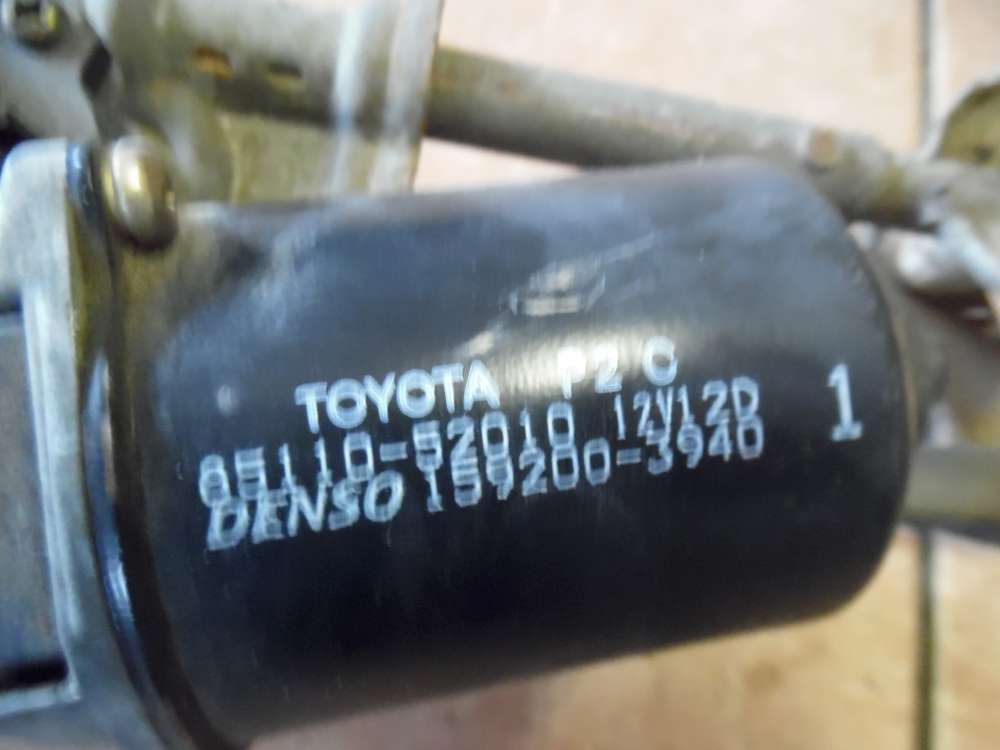 TOYOTA P2 C
85110-52010 12V12D 1
DENSO 159200-3940